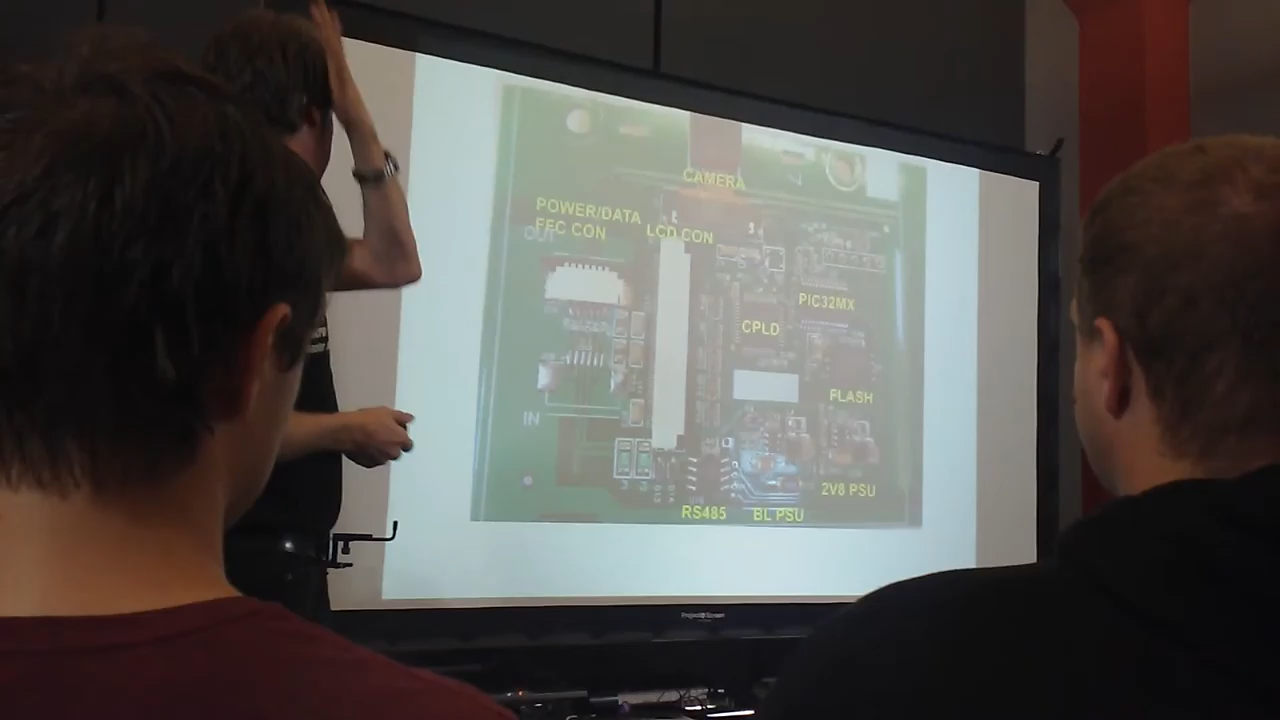 CAMERA
POWER/DATA
FFC CON
LCD CON
OUT
PIC32MX
CPLD
FLASH
IN
2V8 PSU
RS485
BL PSU